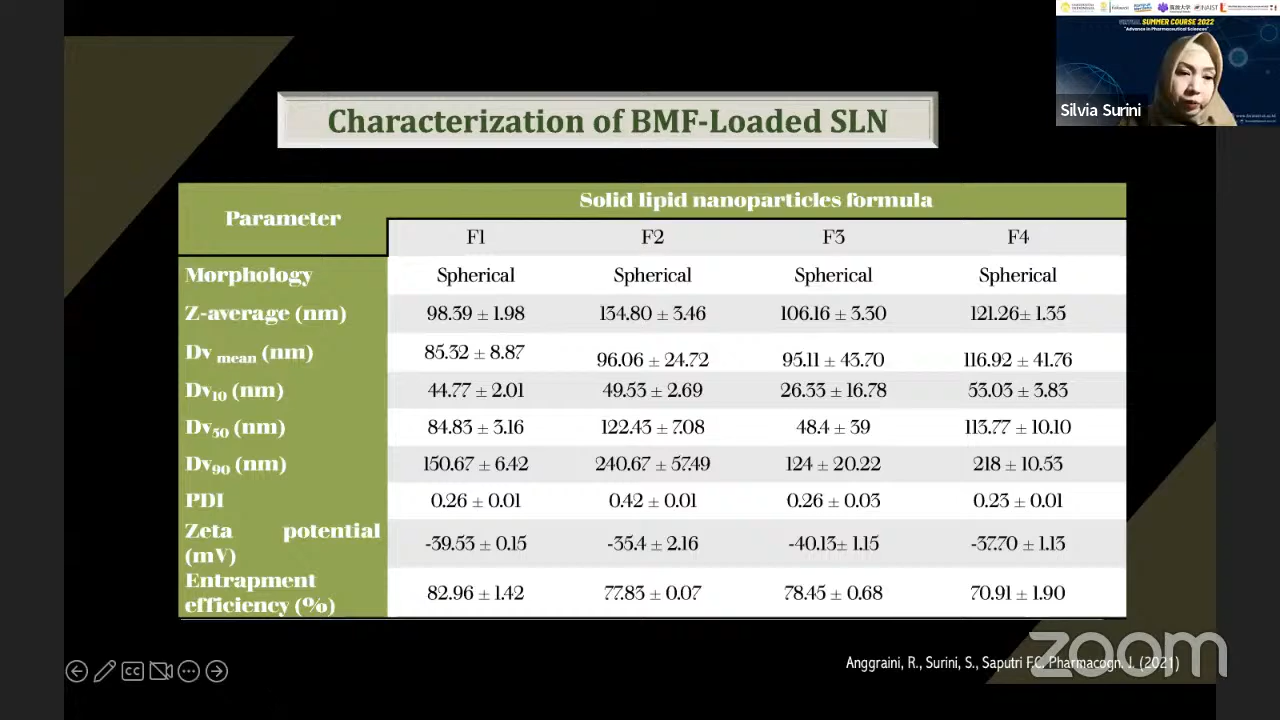 SUMMER COURSE 2022
"Advance in Pharmaceutical Sciences"
Silvia Surini
Characterization of BMF-Loaded SLN
Parameter
Solid lipid nanoparticles formula
F1 F2 F3 F4
Morphology Spherical Spherical Spherical Spherical
Z-average (nm) 98.39 ± 1.98 134.80 ± 3.46 106.16 ± 3.30 121.26± 1.35
Dv mean (nm) 85.32 ± 8.87 96.06 ± 24.72 95.11 ± 43.70 116.92 ± 41.76
Dv10 (nm) 44.77 ± 2.01 49.53 ± 2.69 26.33 ± 16.78 53.03 ± 3.83
Dv50 (nm) 84.83 ± 3.16 122.43 ± 7.08 48.4 ± 39 113.77 ± 10.10
Dv90 (nm) 150.67 ± 6.42 240.67 ± 57.49 124 ± 20.22 218 ± 10.53
PDI 0.26 ± 0.01 0.42 ± 0.01 0.26 ± 0.03 0.23 ± 0.01
Zeta potential
(mV) -39.53 ± 0.15 -35.4 ± 2.16 -40.13± 1.15 -37.70 ± 1.13
Entrapment
efficiency (%) 82.96 ± 1.42 77.83 ± 0.07 78.45 ± 0.68 70.91 ± 1.90
Anggraini, R., Surini, S., Saputri F.C. Pharmacogn. J. (2021)
zoom
CC